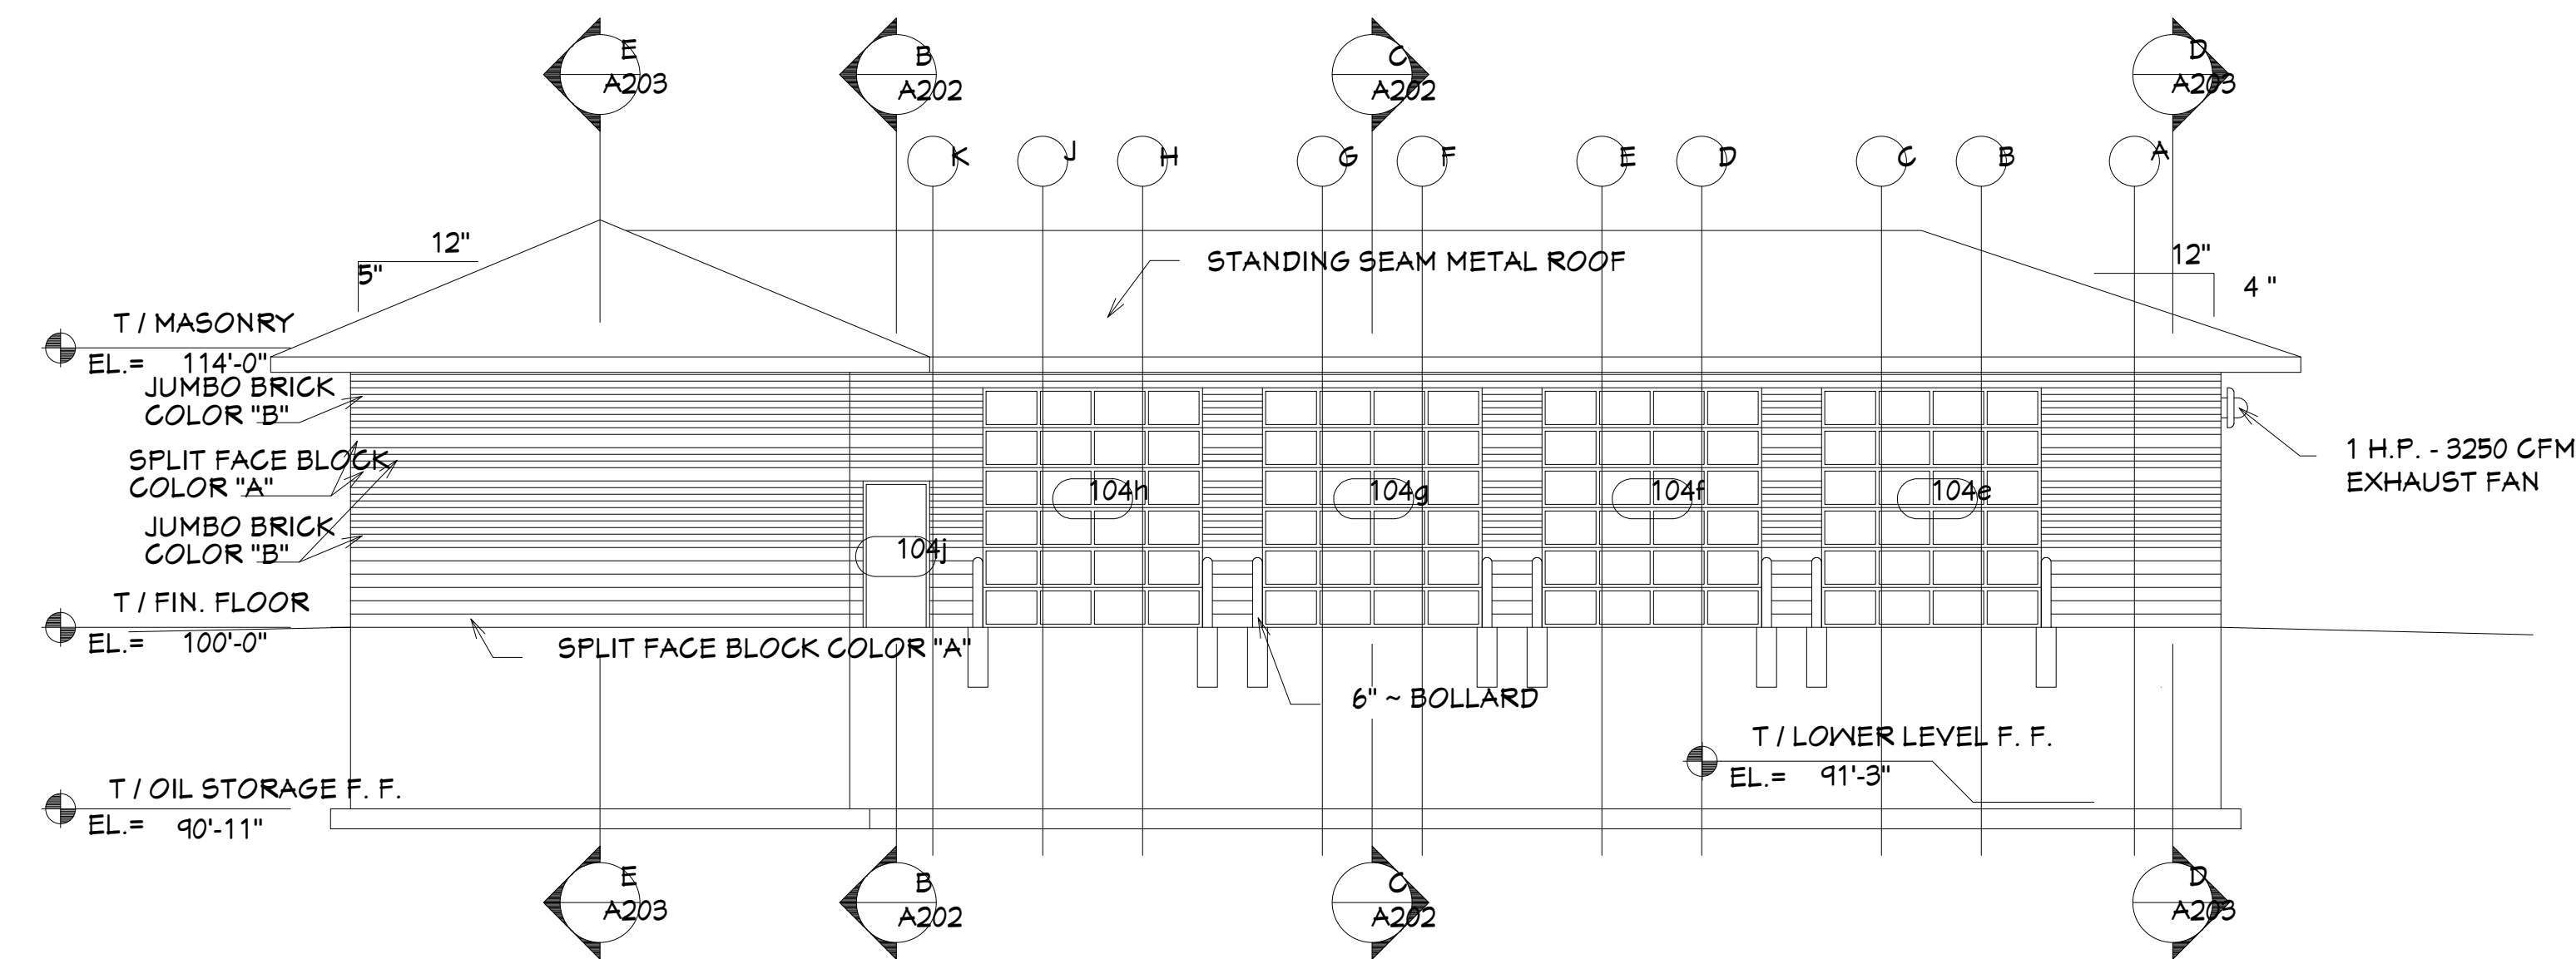 E
A203
B
A202
C
A202
D
A203
K
J
H
G
F
E
D
C
B
A
12"
5"
STANDING SEAM METAL ROOF
12"
4 "
T / MASONRY
EL.= 114'-0"
JUMBO BRICK
COLOR "B"
SPLIT FACE BLOCK
COLOR "A"
JUMBO BRICK
COLOR "B"
1 H.P. - 3250 CFM
EXHAUST FAN
104h
104g
104f
104e
104j
T / FIN. FLOOR
EL.= 100'-0"
SPLIT FACE BLOCK COLOR "A"
6" ~ BOLLARD
T / LOWER LEVEL F. F.
EL.= 91'-3"
T / OIL STORAGE F. F.
EL.= 90'-11"
E
A203
B
A202
C
A202
D
A203